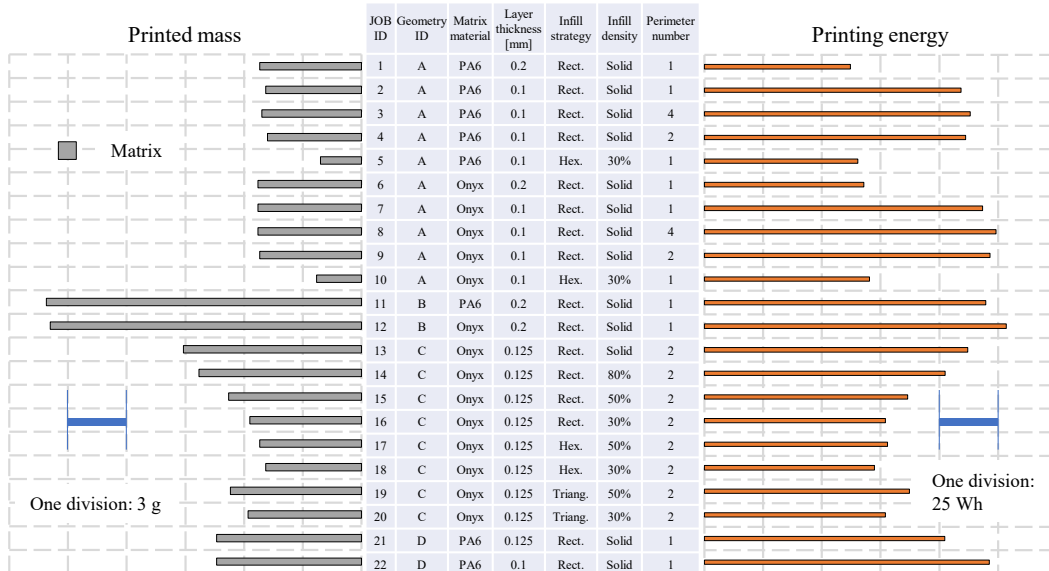 Printed mass
Printing energy
JOB ID Geometry ID Matrix material Layer thickness [mm] Infill strategy Infill density Perimeter number
1 A PA6 0.2 Rect. Solid 1
2 A PA6 0.1 Rect. Solid 1
3 A PA6 0.1 Rect. Solid 4
4 A PA6 0.1 Rect. Solid 2
5 A PA6 0.1 Hex. 30% 1
6 A Onyx 0.2 Rect. Solid 1
7 A Onyx 0.1 Rect. Solid 1
8 A Onyx 0.1 Rect. Solid 4
9 A Onyx 0.1 Rect. Solid 2
10 A Onyx 0.1 Hex. 30% 1
11 B PA6 0.2 Rect. Solid 1
12 B Onyx 0.2 Rect. Solid 1
13 C Onyx 0.125 Rect. Solid 2
14 C Onyx 0.125 Rect. 80% 2
15 C Onyx 0.125 Rect. 50% 2
16 C Onyx 0.125 Rect. 30% 2
17 C Onyx 0.125 Hex. 50% 2
18 C Onyx 0.125 Hex. 30% 2
19 C Onyx 0.125 Triang. 50% 2
20 C Onyx 0.125 Triang. 30% 2
21 D PA6 0.125 Rect. Solid 1
22 D PA6 0.1 Rect. Solid 1
Matrix
One division: 3 g
One division:
25 Wh